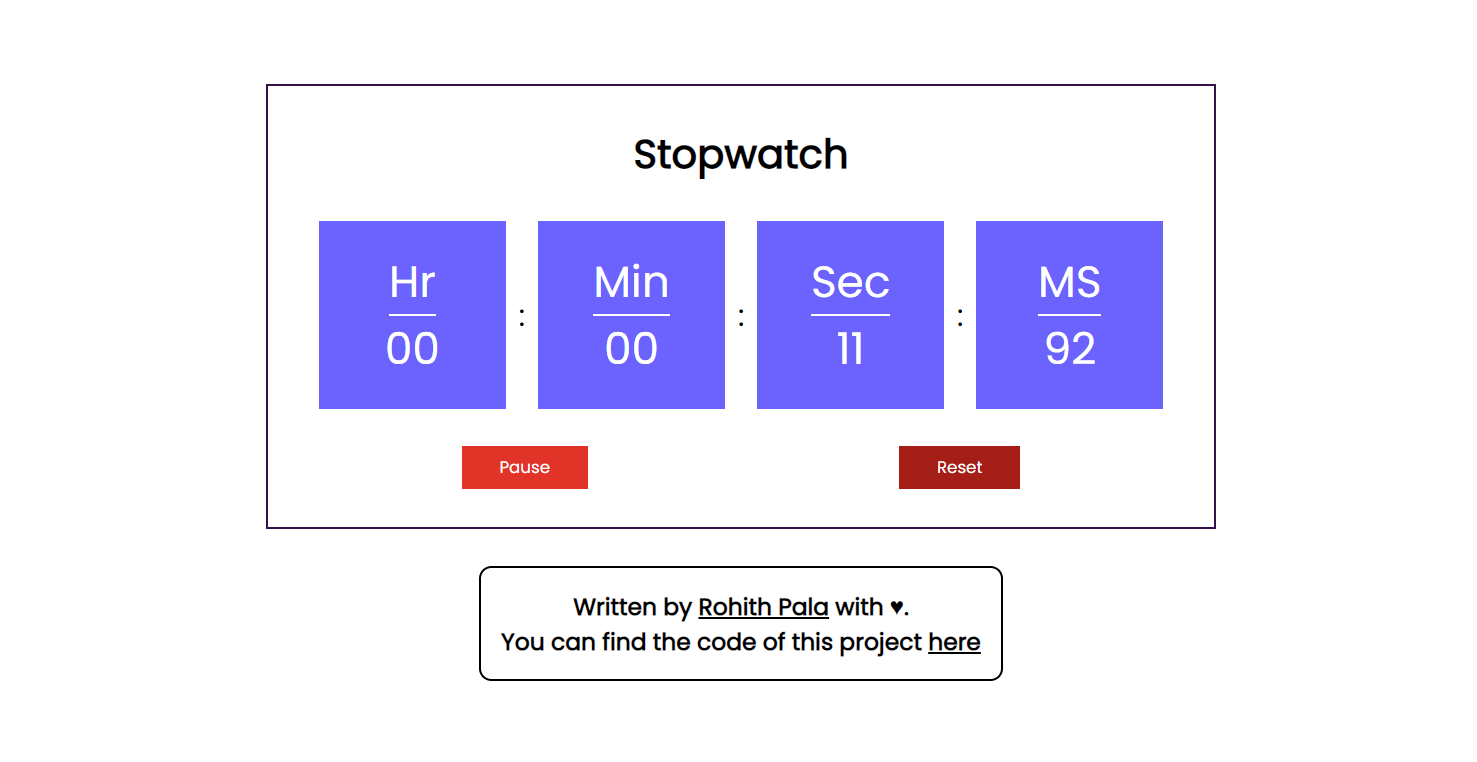 Stopwatch
Hr Min Sec MS
: : :
00 00 11 92
Pause Reset
Written by Rohith Pala with ♥.
You can find the code of this project here